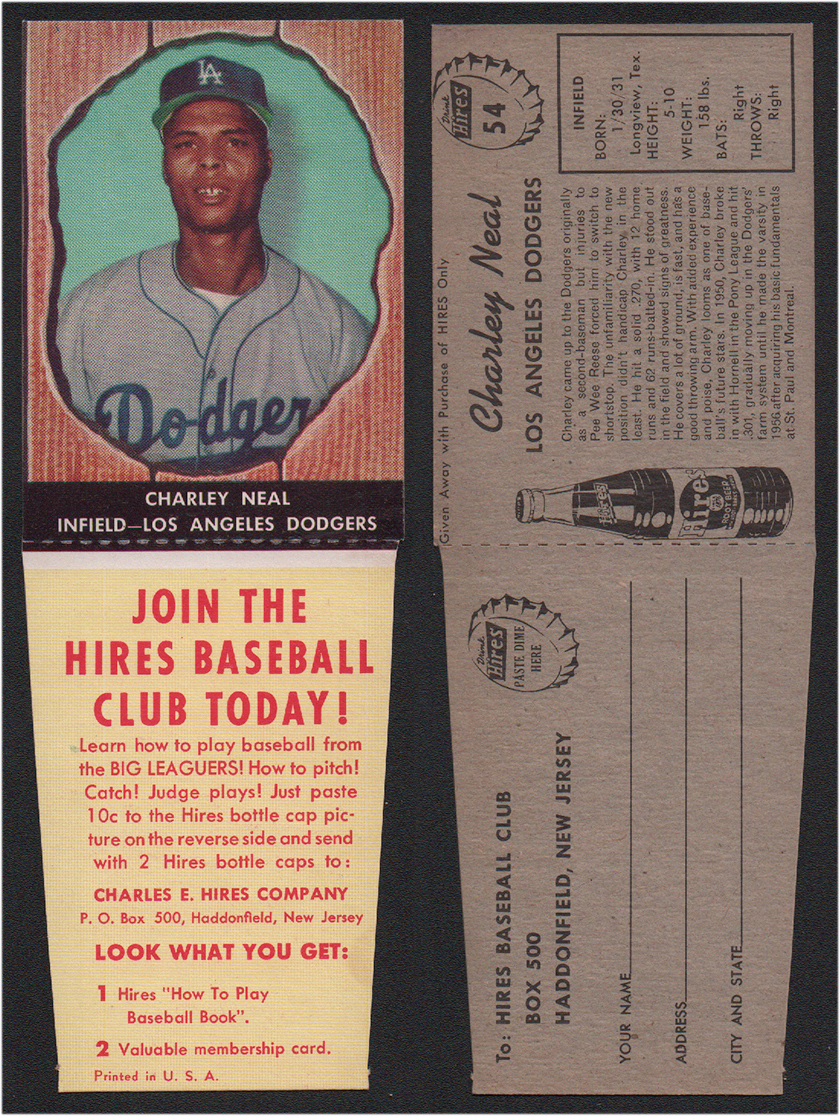 LA
Dodgers
CHARLEY NEAL
INFIELD—LOS ANGELES DODGERS
JOIN THE
HIRES BASEBALL
CLUB TODAY!
Learn how to play baseball from
the BIG LEAGUERS! How to pitch!
Catch! Judge plays! Just paste
10c to the Hires bottle cap pic-
ture on the reverse side and send
with 2 Hires bottle caps to:
CHARLES E. HIRES COMPANY
P. O. Box 500, Haddonfield, New Jersey
LOOK WHAT YOU GET:
1 Hires "How To Play
Baseball Book".
2 Valuable membership card.
Printed in U. S. A.
Given Away with Purchase of HIRES Only
Drink
Hires
54
Charley Neal
LOS ANGELES DODGERS
INFIELD
BORN:
1/30/31
Longview, Tex.
HEIGHT:
5-10
WEIGHT:
158 lbs.
BATS:
Right
THROWS:
Right
Charley came up to the Dodgers originally
as a second-baseman but injuries to
Pee Wee Reese forced him to switch to
shortstop. The unfamiliarity with the new
position didn't handicap Charley in the
least. He hit a solid .270, with 12 home
runs and 62 runs-batted-in. He stood out
in the field and showed signs of greatness.
He covers a lot of ground, is fast, and has a
good throwing arm. With added experience
and poise, Charley looms as one of base-
ball's future stars. In 1950, Charley broke
in with Hornell in the Pony League and hit
.301, gradually moving up in the Dodgers'
farm system until he made the varsity in
1956 after acquiring his basic fundamentals
at St. Paul and Montreal.
Hires
Hires
ROOT BEER
Drink
Hires
PASTE DIME
HERE
To: HIRES BASEBALL CLUB
BOX 500
HADDONFIELD, NEW JERSEY
YOUR NAME
ADDRESS
CITY AND STATE